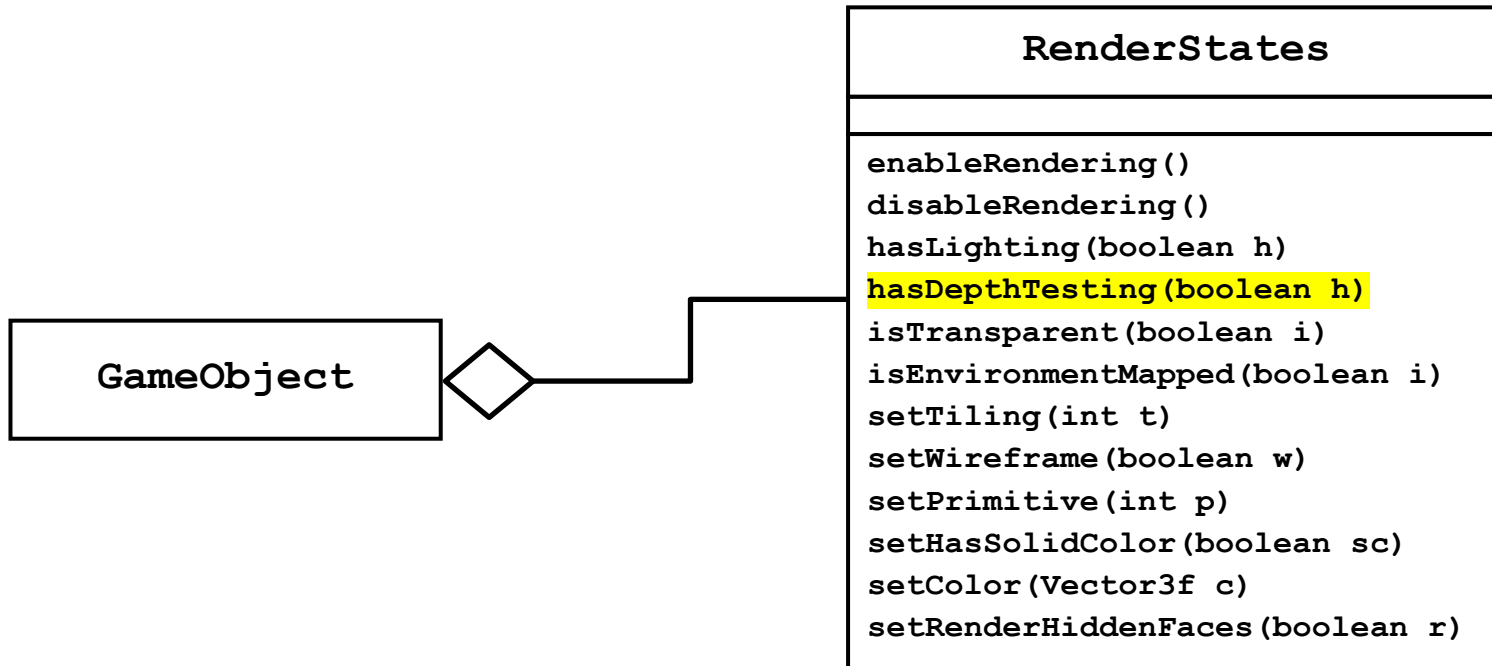 RenderStates
enableRendering()
disableRendering()
hasLighting(boolean h)
hasDepthTesting(boolean h)
isTransparent(boolean i)
isEnvironmentMapped(boolean i)
setTiling(int t)
setWireframe(boolean w)
setPrimitive(int p)
setHasSolidColor(boolean sc)
setColor(Vector3f c)
setRenderHiddenFaces(boolean r)
GameObject